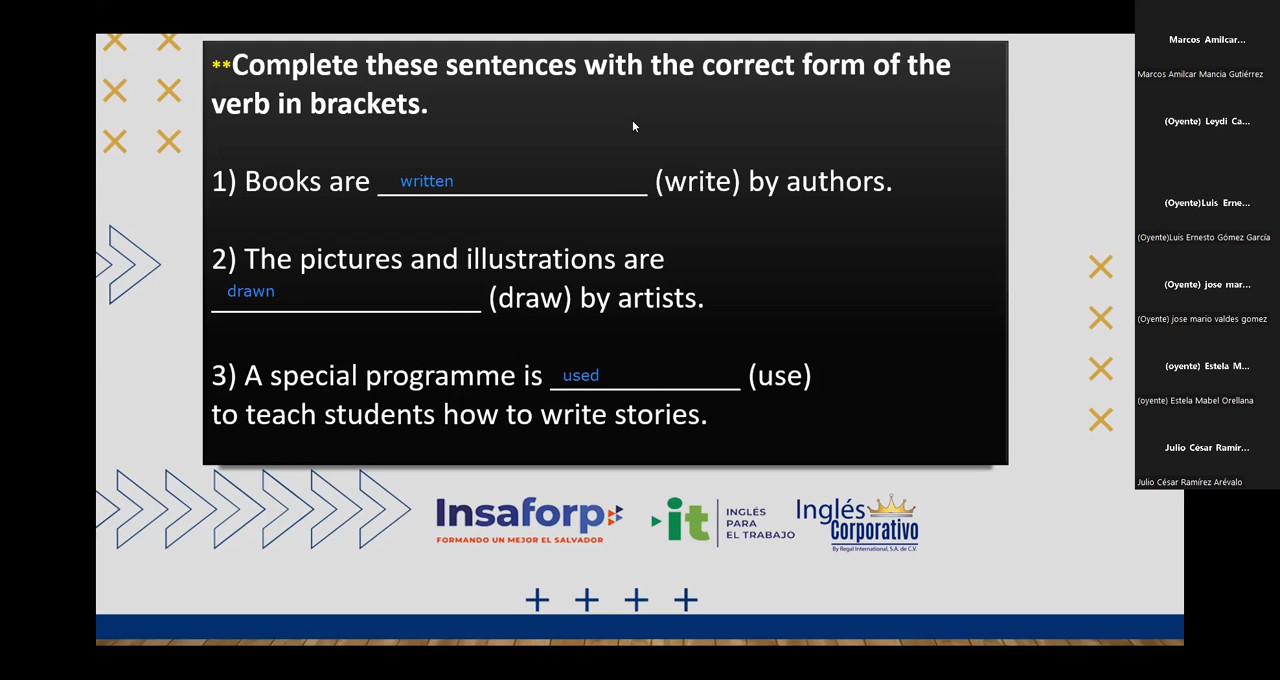 **Complete these sentences with the correct form of the
verb in brackets.
1) Books are written (write) by authors.
2) The pictures and illustrations are
drawn (draw) by artists.
3) A special programme is used (use)
to teach students how to write stories.
Insaforp
FORMANDO UN MEJOR EL SALVADOR
it
INGLÉS
PARA
EL TRABAJO
Inglés
Corporativo
By Regal International, S.A. de C.V.
Marcos Amilcar...
Marcos Amilcar Mancia Gutiérrez
(Oyente) Leydi Ca...
(Oyente)Luis Erne...
(Oyente)Luis Ernesto Gómez García
(Oyente) jose mar...
(Oyente) jose mario valdes gomez
(oyente) Estela M...
(oyente) Estela Mabel Orellana
Julio César Ramír...
Julio César Ramírez Arévalo